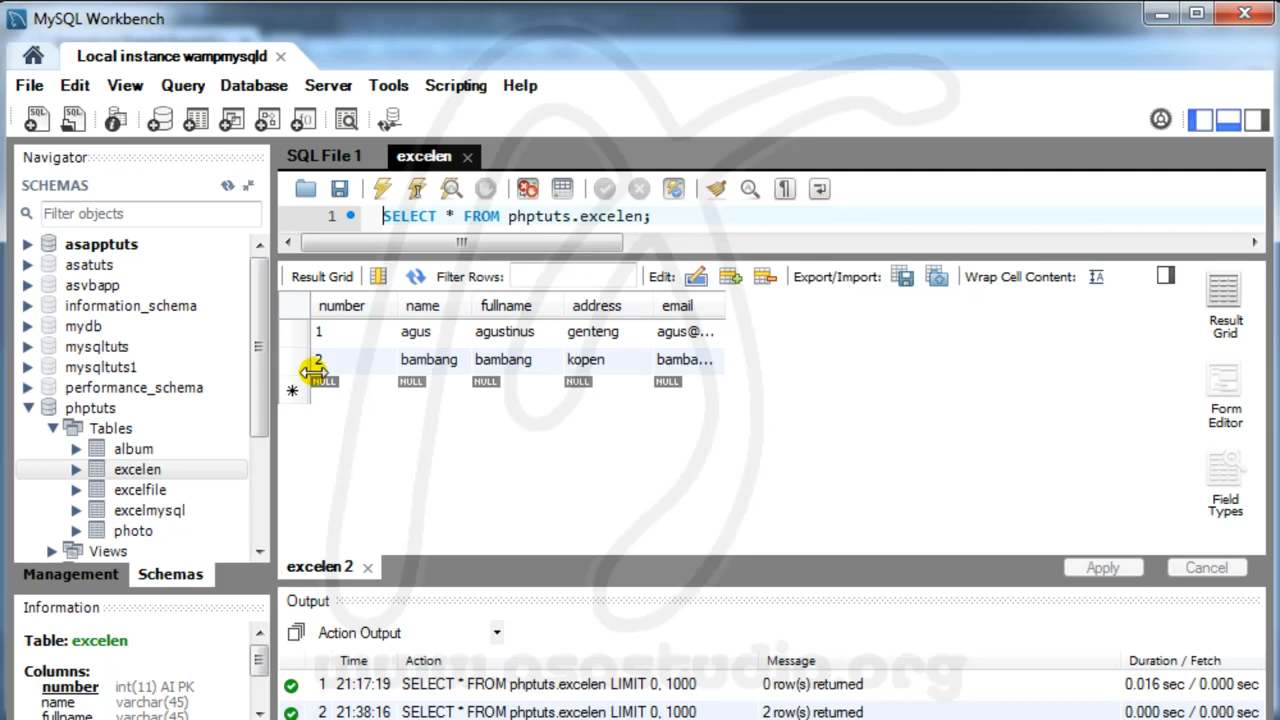 MySQL Workbench
Local instance wampmysqld
File Edit View Query Database Server Tools Scripting Help
Navigator
SCHEMAS
Filter objects
asapptuts
asatuts
asvbapp
information_schema
mydb
mysqltuts
mysqltuts1
performance_schema
phptuts
Tables
album
excelen
excelfile
excelmysql
photo
Views
Management Schemas
Information
Table: excelen
Columns:
number int(11) AI PK
name varchar(45)
fullname varchar(45)
SQL File 1 excelen
1 SELECT * FROM phptuts.excelen;
Result Grid Filter Rows: Edit: Export/Import: Wrap Cell Content:
number name fullname address email
1 agus agustinus genteng agus@...
2 bambang bambang kopen bamba...
NULL NULL NULL NULL NULL
Result Grid
Form Editor
Field Types
excelen 2 Apply Cancel
Output
Action Output
Time Action Message Duration / Fetch
1 21:17:19 SELECT * FROM phptuts.excelen LIMIT 0, 1000 0 row(s) returned 0.016 sec / 0.000 sec
2 21:38:16 SELECT * FROM phptuts.excelen LIMIT 0, 1000 2 row(s) returned 0.000 sec / 0.000 sec